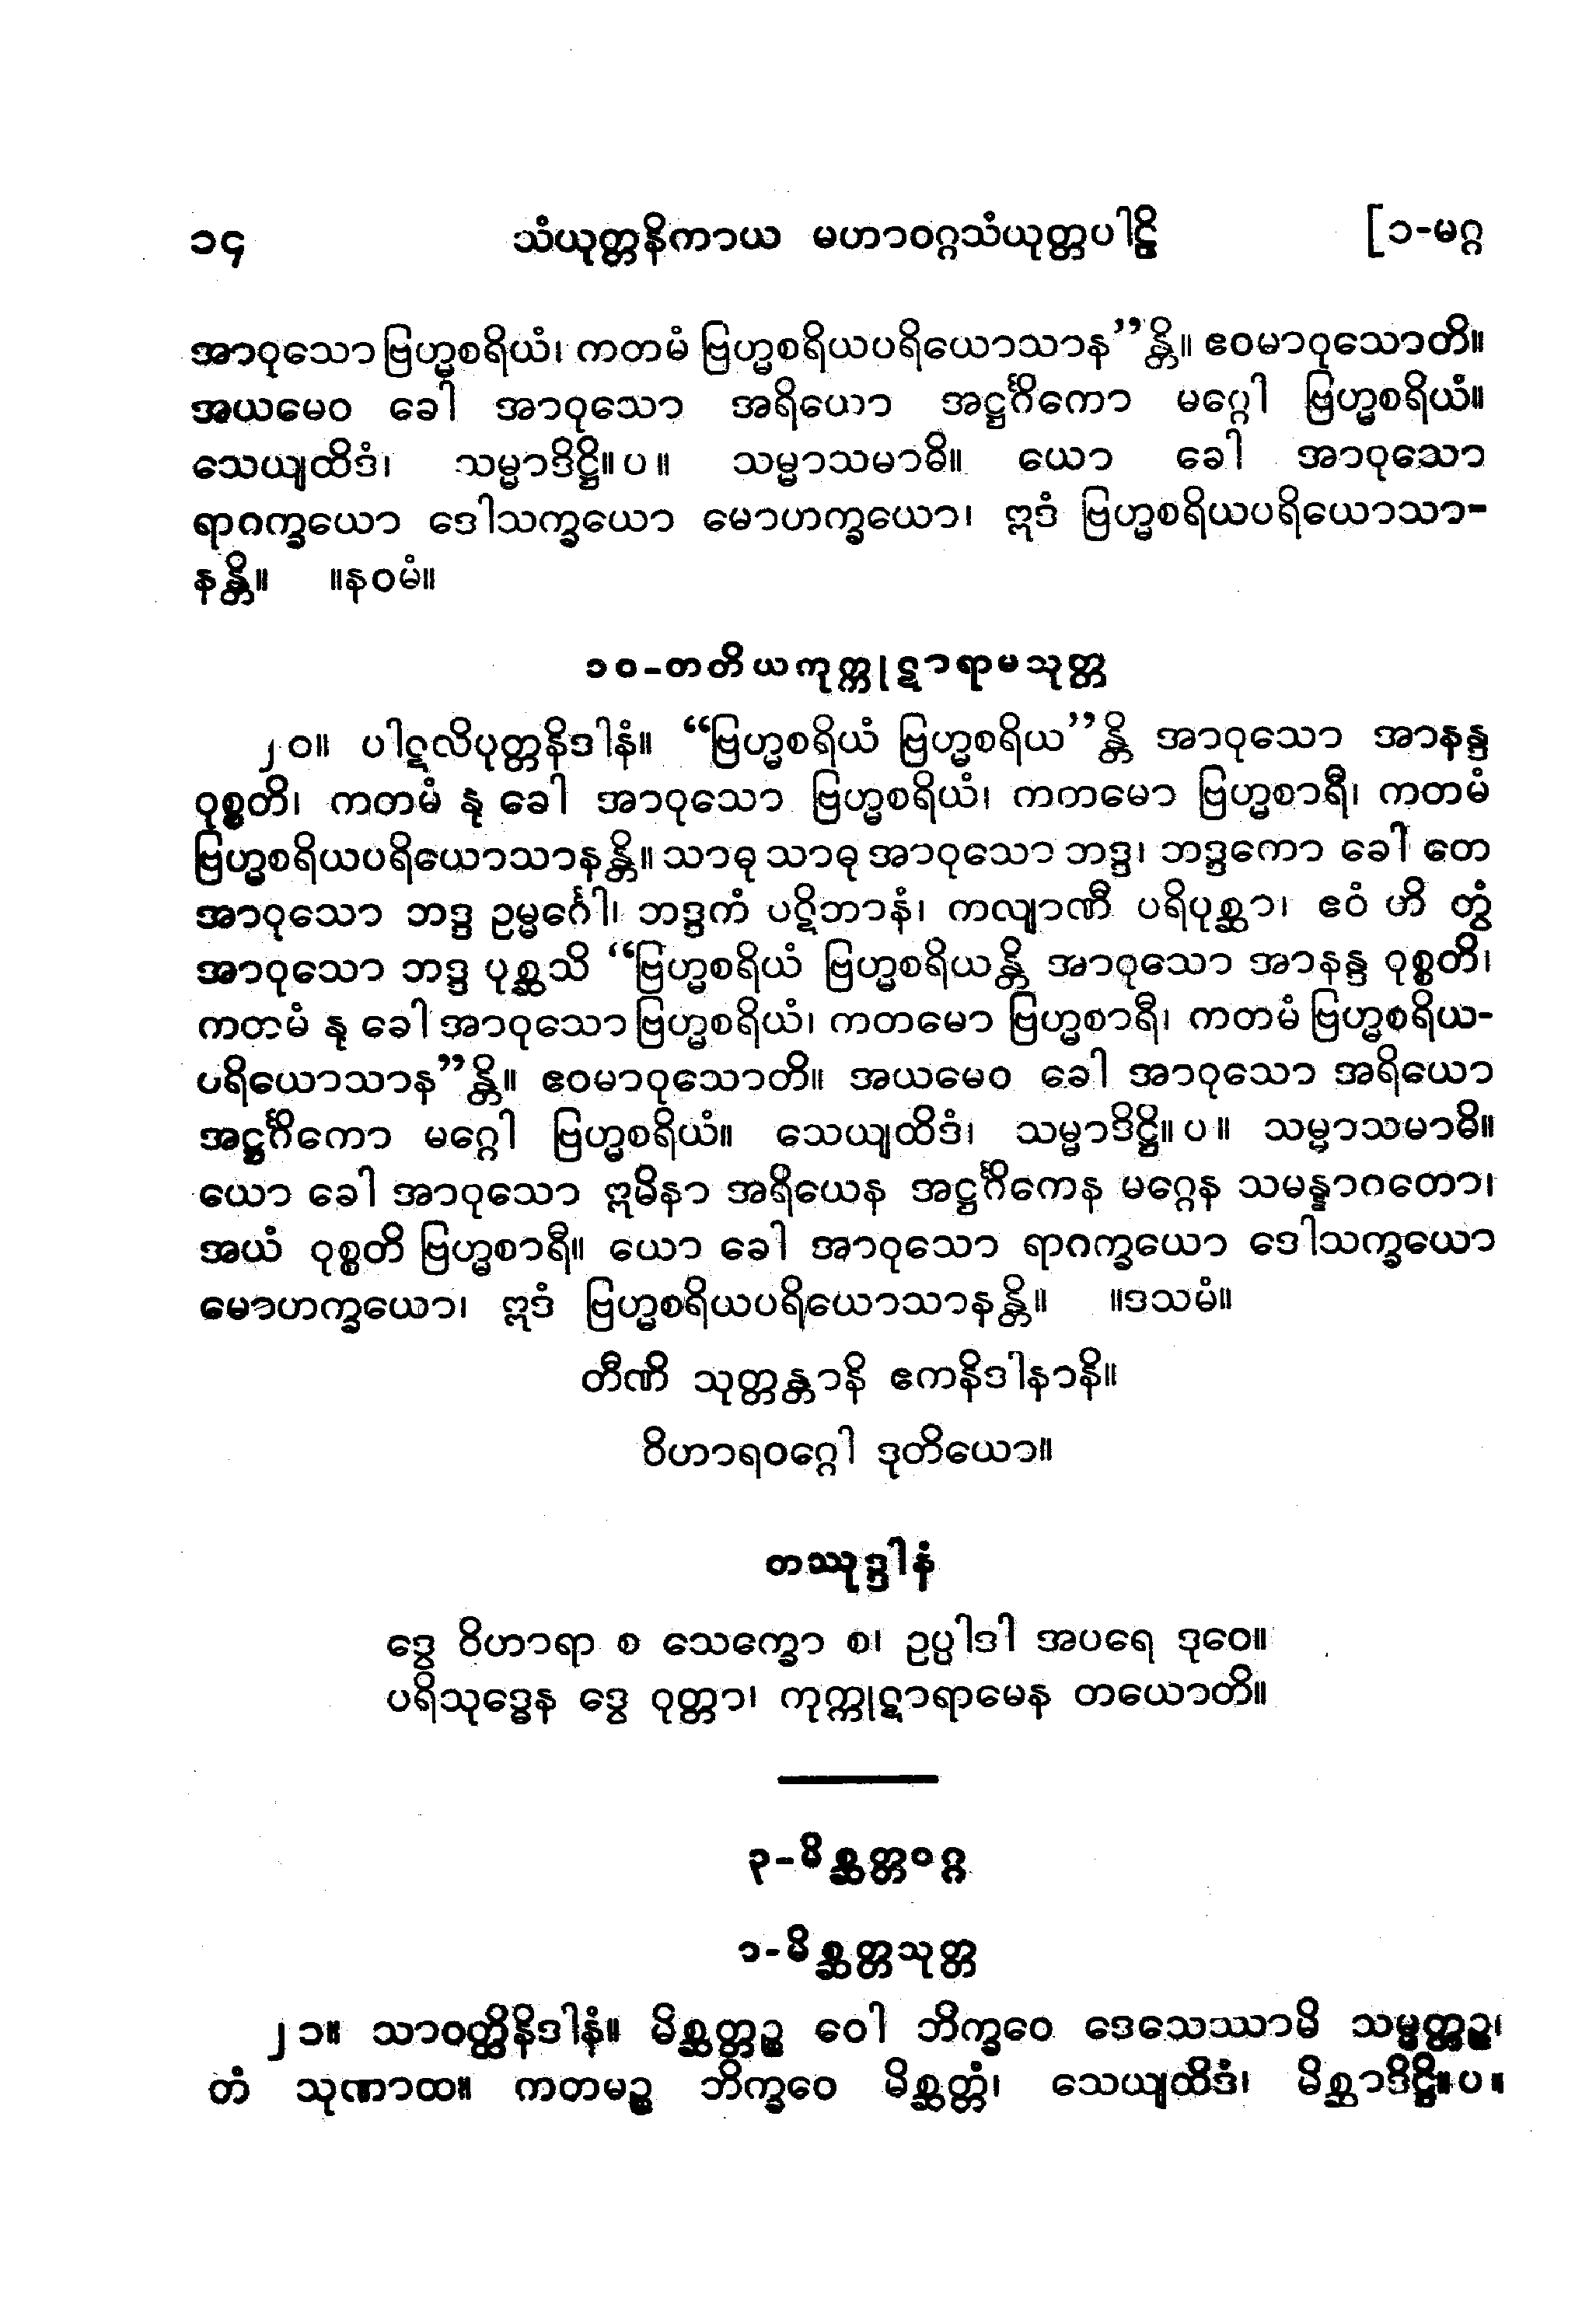 ၁၄ သံယုတ္တနိကာယ မဟာဝဂ္ဂသံယုတ္တပါဠိ [၁-မဂ္ဂ
အာဝုသော ဗြဟ္မစရိယံ၊ ကတမံ ဗြဟ္မစရိယပရိယောသာန”န္တိ။ ဧဝမာဝုသောတိ။
အယမေဝ ခေါ အာဝုသော အရိယော အဋ္ဌင်္ဂိကော မဂ္ဂေါ ဗြဟ္မစရိယံ။
သေယျထိဒံ၊ သမ္မာဒိဋ္ဌိ။ပ။ သမ္မာသမာဓိ။ ယော ခေါ အာဝုသော
ရာဂက္ခယော ဒေါသက္ခယော မောဟက္ခယော၊ ဣဒံ ဗြဟ္မစရိယပရိယောသာ-
နန္တိ။ ။နဝမံ။
၁၀-တတိယကုက္ကုဋာရာမသုတ္တ
၂၀။ ပါဋလိပုတ္တနိဒါနံ။ “ဗြဟ္မစရိယံ ဗြဟ္မစရိယ”န္တိ အာဝုသော အာနန္ဒ
ဝုစ္စတိ၊ ကတမံ နု ခေါ အာဝုသော ဗြဟ္မစရိယံ၊ ကတမော ဗြဟ္မစာရီ၊ ကတမံ
ဗြဟ္မစရိယပရိယောသာနန္တိ။ သာဓု သာဓု အာဝုသော ဘဒ္ဒ၊ ဘဒ္ဒကော ခေါ တေ
အာဝုသော ဘဒ္ဒ ဥမ္မင်္ဂေါ၊ ဘဒ္ဒကံ ပဋိဘာနံ၊ ကလျာဏီ ပရိပုစ္ဆာ၊ ဧဝံ ဟိ တွံ
အာဝုသော ဘဒ္ဒ ပုစ္ဆသိ “ဗြဟ္မစရိယံ ဗြဟ္မစရိယန္တိ အာဝုသော အာနန္ဒ ဝုစ္စတိ၊
ကတမံ နု ခေါ အာဝုသော ဗြဟ္မစရိယံ၊ ကတမော ဗြဟ္မစာရီ၊ ကတမံ ဗြဟ္မစရိယ-
ပရိယောသာန”န္တိ။ ဧဝမာဝုသောတိ။ အယမေဝ ခေါ အာဝုသော အရိယော
အဋ္ဌင်္ဂိကော မဂ္ဂေါ ဗြဟ္မစရိယံ။ သေယျထိဒံ၊ သမ္မာဒိဋ္ဌိ။ပ။ သမ္မာသမာဓိ။
ယော ခေါ အာဝုသော ဣမိနာ အရိယေန အဋ္ဌင်္ဂိကေန မဂ္ဂေန သမန္နာဂတော၊
အယံ ဝုစ္စတိ ဗြဟ္မစာရီ။ ယော ခေါ အာဝုသော ရာဂက္ခယော ဒေါသက္ခယော
မောဟက္ခယော၊ ဣဒံ ဗြဟ္မစရိယပရိယောသာနန္တိ။ ။ဒသမံ။
တီဏိ သုတ္တန္တာနိ ဧကနိဒါနာနိ။
ဝိဟာရဝဂ္ဂေါ ဒုတိယော။
တဿုဒ္ဒါနံ
ဒွေ ဝိဟာရာ စ သေက္ခော စ၊ ဥပ္ပါဒါ အပရေ ဒုဝေ။
ပရိသုဒ္ဓေန ဒွေ ဝုတ္တာ၊ ကုက္ကုဋာရာမေန တယောတိ။
၃-မိစ္ဆတ္တဝဂ္ဂ
၁-မိစ္ဆတ္တသုတ္တ
၂၁။ သာဝတ္ထိနိဒါနံ။ မိစ္ဆတ္တဉ္စ ဝေါ ဘိက္ခဝေ ဒေသေဿာမိ သမ္မတ္တဉ္စ၊
တံ သုဏာထ။ ကတမဉ္စ ဘိက္ခဝေ မိစ္ဆတ္တံ၊ သေယျထိဒံ၊ မိစ္ဆာဒိဋ္ဌိ။ပ။